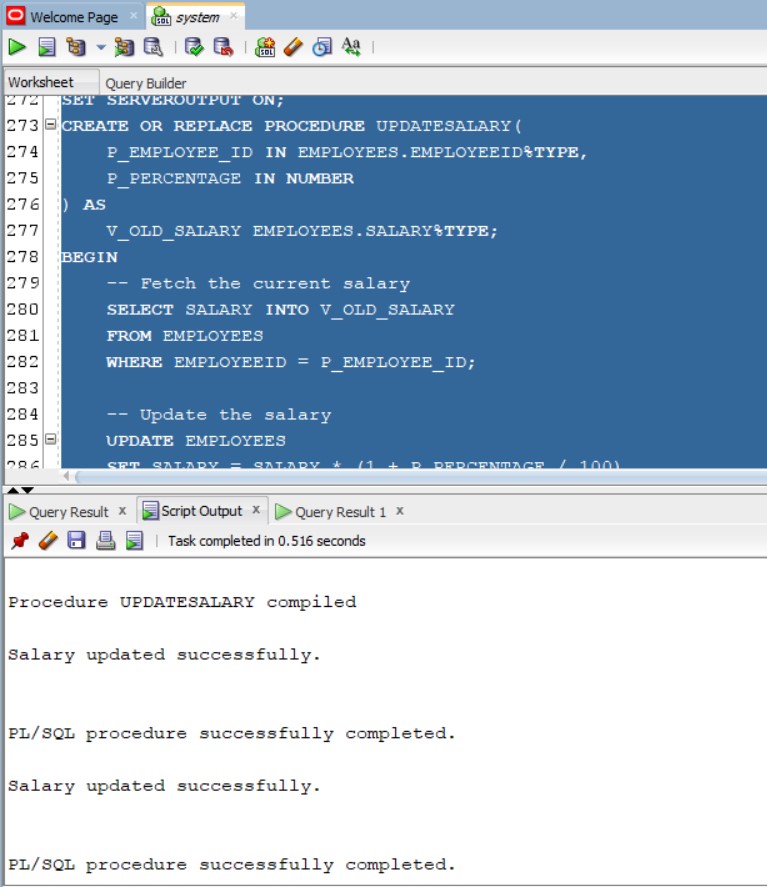 Welcome Page
system
Worksheet Query Builder
272 SET SERVEROUTPUT ON;
273 CREATE OR REPLACE PROCEDURE UPDATESALARY(
274 P_EMPLOYEE_ID IN EMPLOYEES.EMPLOYEEID%TYPE,
275 P_PERCENTAGE IN NUMBER
276 ) AS
277 V_OLD_SALARY EMPLOYEES.SALARY%TYPE;
278 BEGIN
279 -- Fetch the current salary
280 SELECT SALARY INTO V_OLD_SALARY
281 FROM EMPLOYEES
282 WHERE EMPLOYEEID = P_EMPLOYEE_ID;
283
284 -- Update the salary
285 UPDATE EMPLOYEES
286 SET SALARY = SALARY * (1 + P_PERCENTAGE / 100)
Query Result x Script Output x Query Result 1 x
Task completed in 0.516 seconds
Procedure UPDATESALARY compiled
Salary updated successfully.
PL/SQL procedure successfully completed.
Salary updated successfully.
PL/SQL procedure successfully completed.